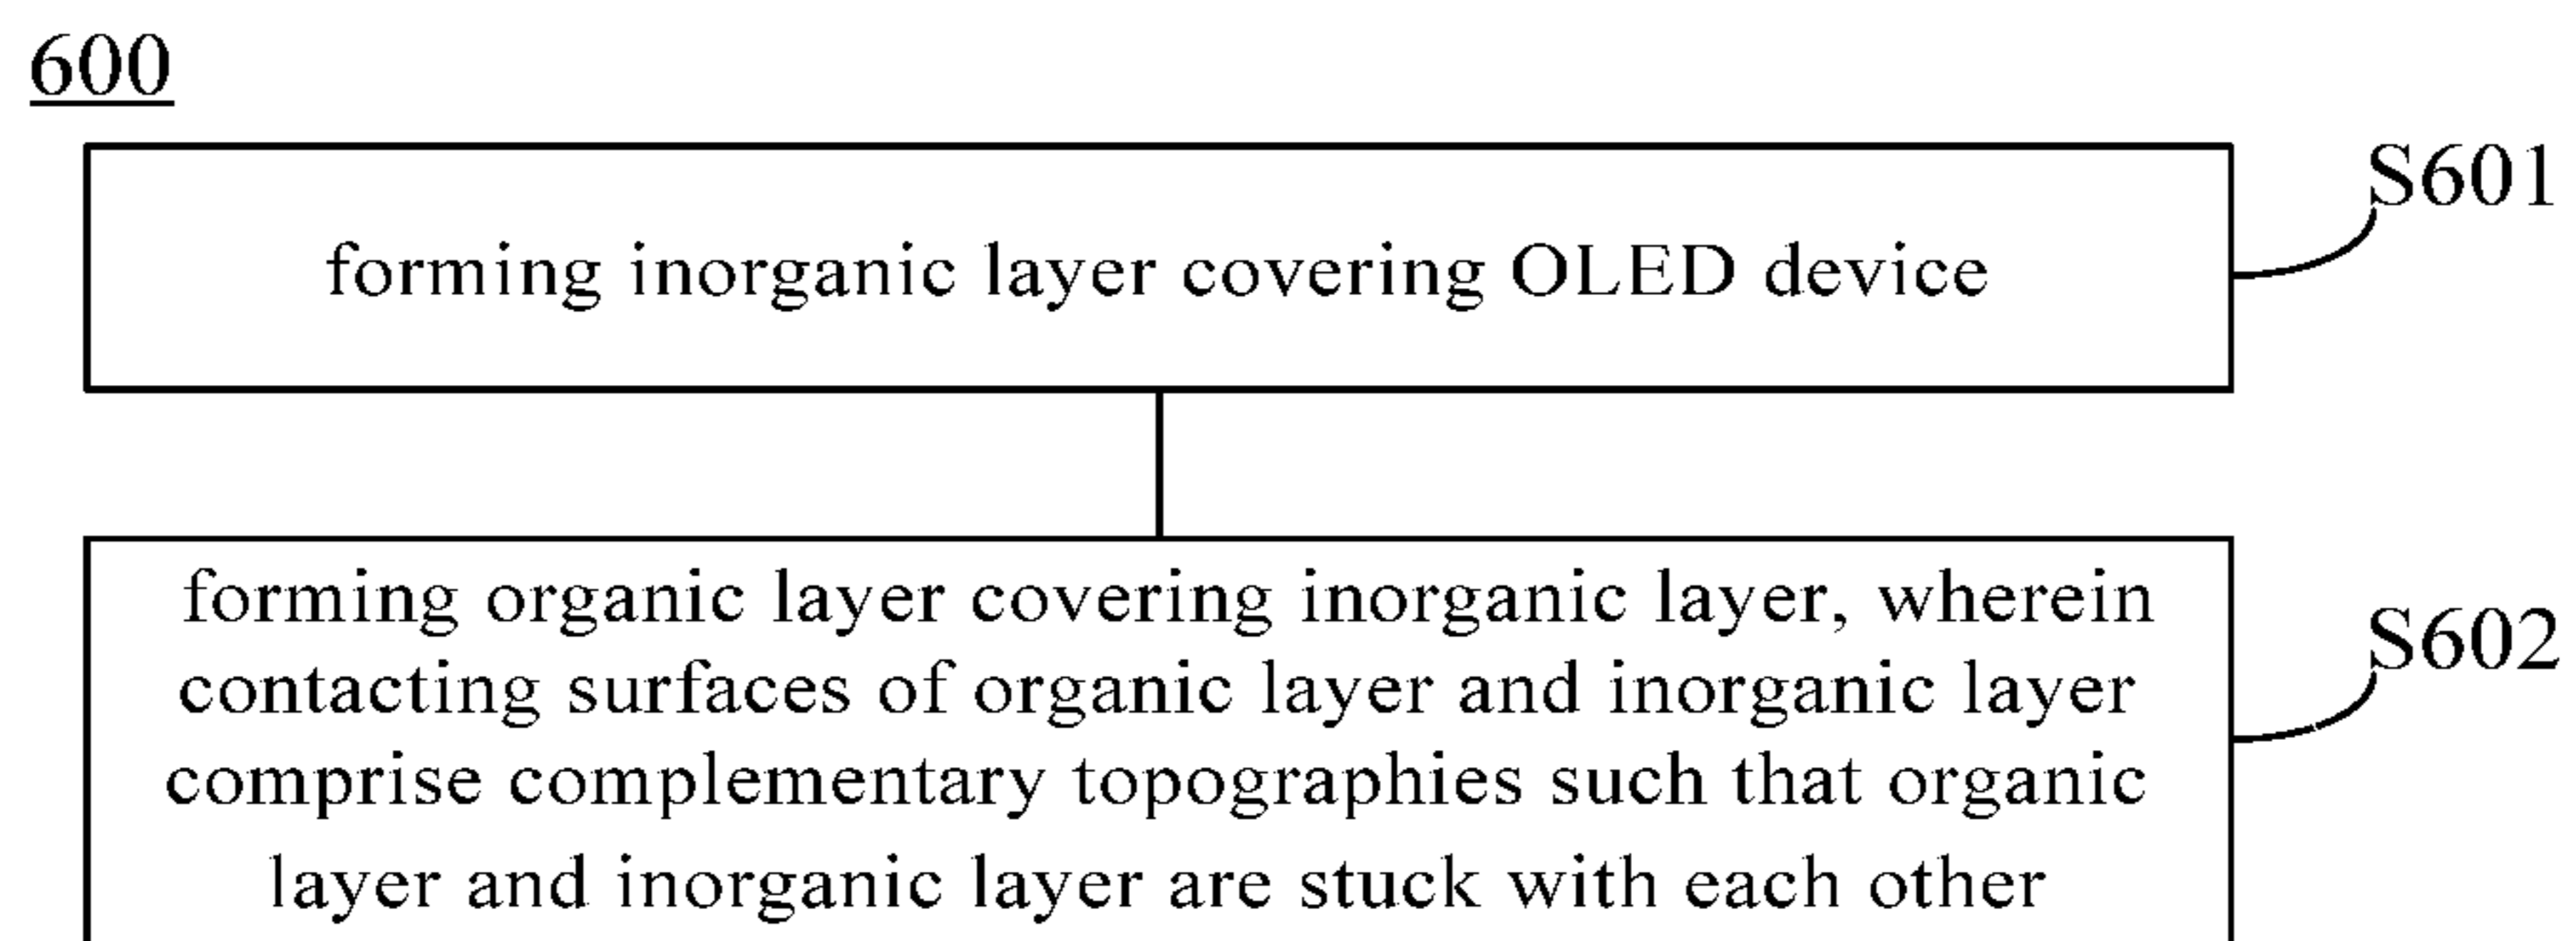 600
S601
forming inorganic layer covering OLED device
forming organic layer covering inorganic layer, wherein
S602
contacting surfaces of organic layer and inorganic layer
comprise complementary topographies such that organic
layer and inorganic layer are stuck with each other